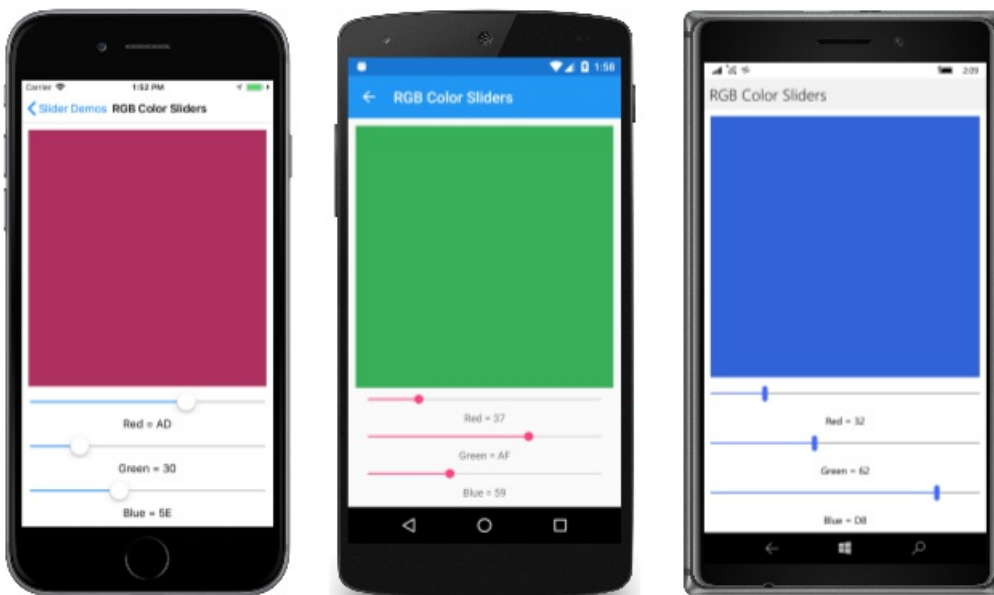 Carrier 1:53 PM
Slider Demos RGB Color Sliders
Red = AD
Green = 30
Blue = 5E
1:58
RGB Color Sliders
Red = 37
Green = AF
Blue = 59
2:09
RGB Color Sliders
Red = 32
Green = 62
Blue = D8